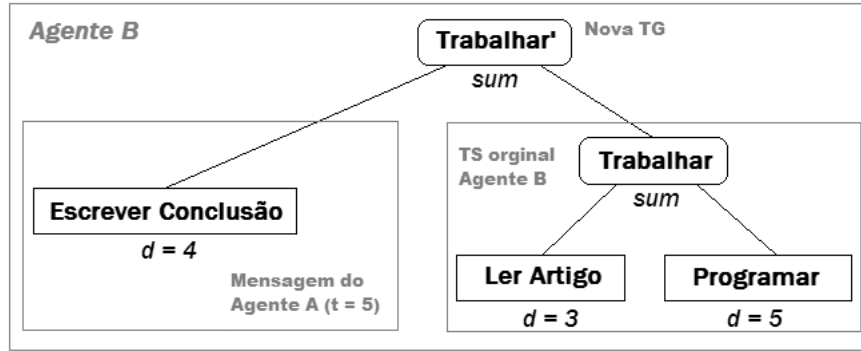 Agente B
Trabalhar'
Nova TG
sum
TS orginal
Agente B
Trabalhar
sum
Escrever Conclusão
d = 4
Mensagem do
Agente A (t = 5)
Ler Artigo
d = 3
Programar
d = 5